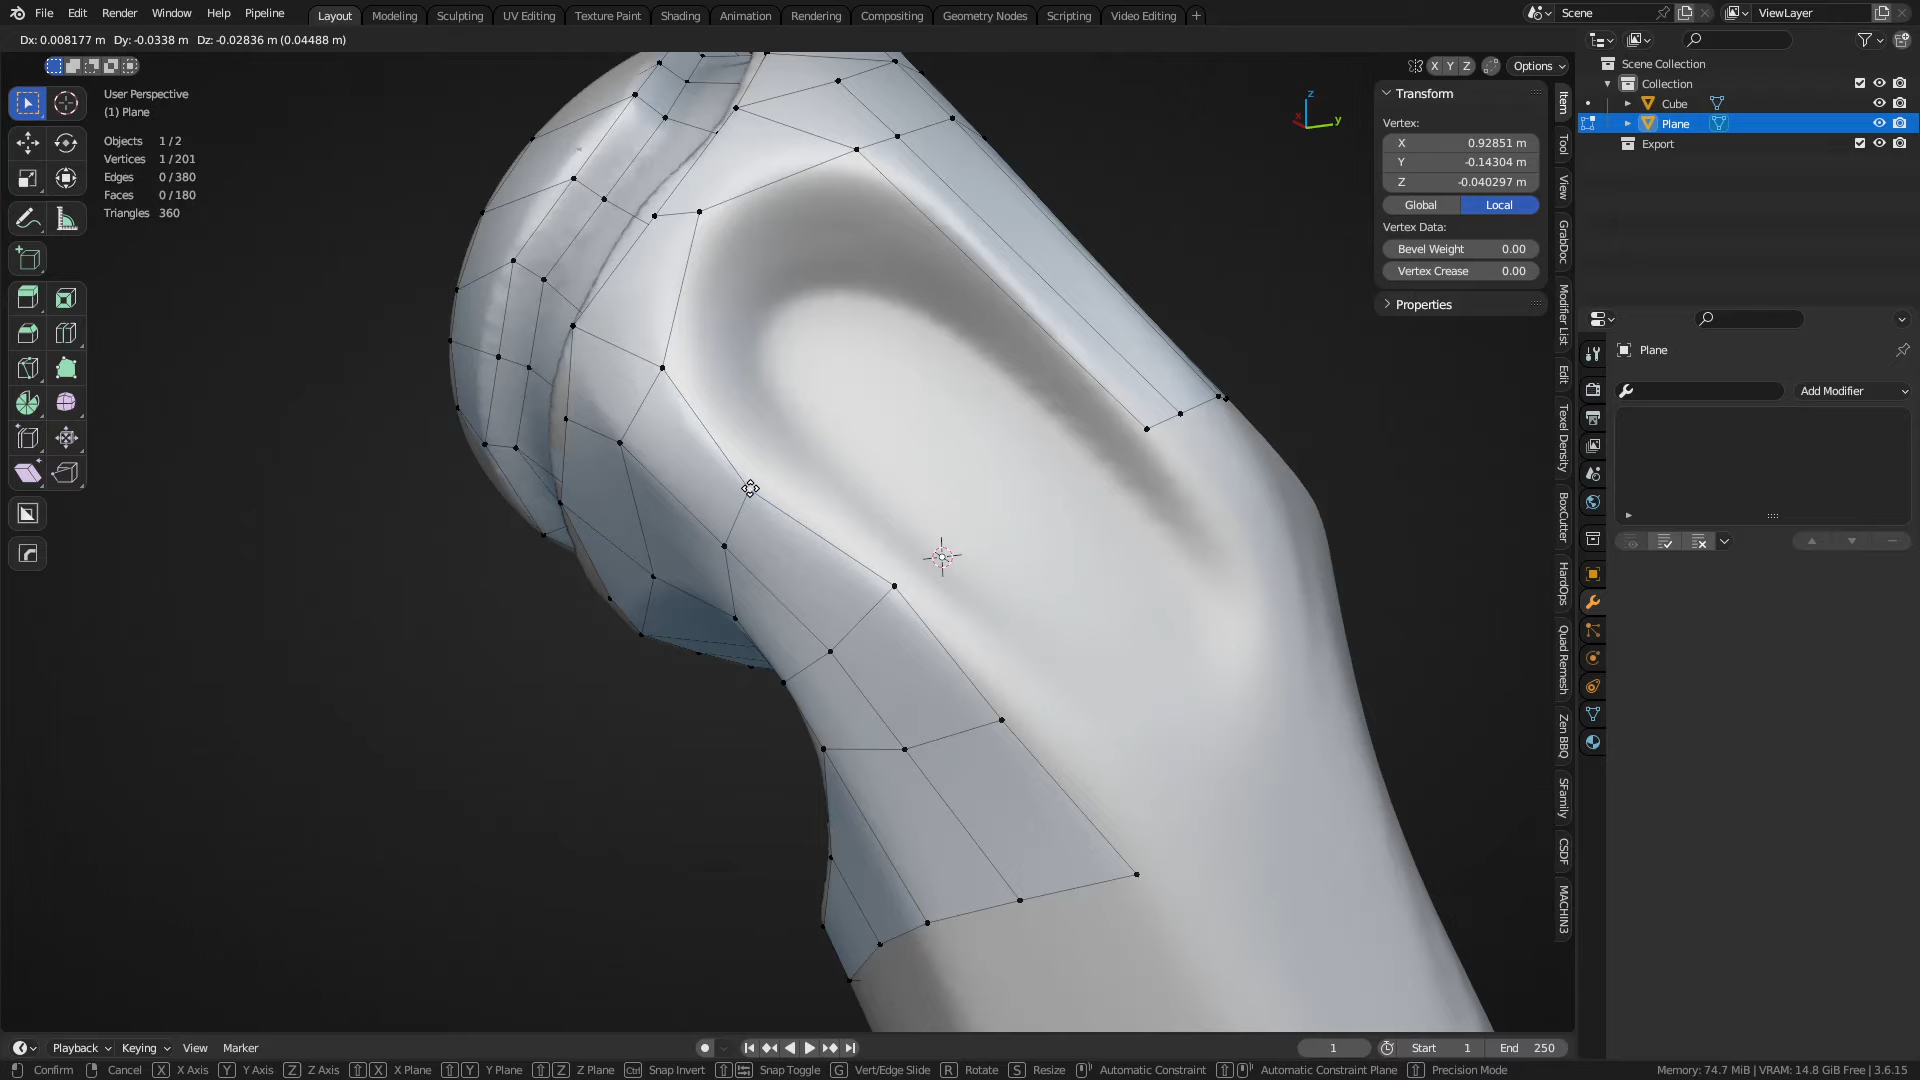 File Edit Render Window Help Pipeline Layout Modeling Sculpting UV Editing Texture Paint Shading Animation Rendering Compositing Geometry Nodes Scripting Video Editing + Scene ViewLayer
Dx: 0.008177 m Dy: -0.0338 m Dz: -0.02836 m (0.04488 m)
X Y Z Options
User Perspective
(1) Plane
Objects 1/2
Vertices 1/201
Edges 0/380
Faces 0/180
Triangles 360
z
x y
Transform
Vertex:
X 0.92851 m
Y -0.14304 m
Z -0.040297 m
Global Local
Vertex Data:
Bevel Weight 0.00
Vertex Crease 0.00
Properties
Item
Tool
View
GrabDoc
Modifier List
Edit
Texel Density
BoxCutter
HardOps
Quad Remesh
Zen BBQ
SFamily
CSDF
MACHIN3
Scene Collection
Collection
Cube
Plane
Export
Plane
Add Modifier
Playback Keying View Marker 1 Start 1 End 250
Confirm Cancel X X Axis Y Y Axis Z Z Axis X X Plane Y Y Plane Z Z Plane Ctrl Snap Invert Snap Toggle G Vert/Edge Slide R Rotate S Resize Automatic Constraint Automatic Constraint Plane Precision Mode Memory: 74.7 MiB | VRAM: 14.8 GiB Free | 3.6.15